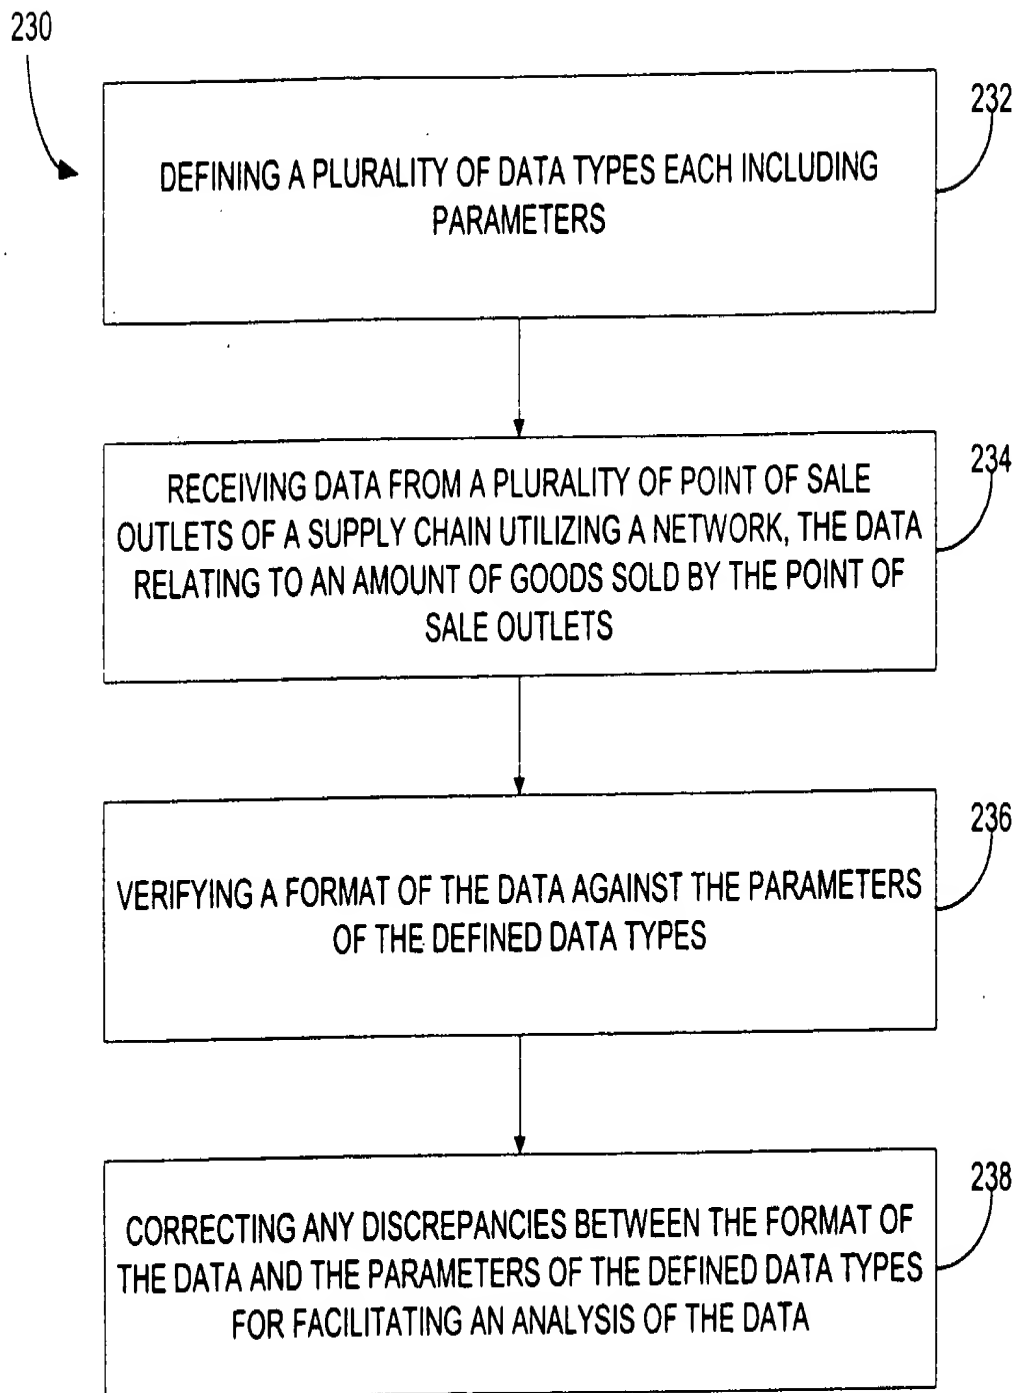 230
232
DEFINING A PLURALITY OF DATA TYPES EACH INCLUDING
PARAMETERS
234
RECEIVING DATA FROM A PLURALITY OF POINT OF SALE
OUTLETS OF A SUPPLY CHAIN UTILIZING A NETWORK, THE DATA
RELATING TO AN AMOUNT OF GOODS SOLD BY THE POINT OF
SALE OUTLETS
236
VERIFYING A FORMAT OF THE DATA AGAINST THE PARAMETERS
OF THE DEFINED DATA TYPES
238
CORRECTING ANY DISCREPANCIES BETWEEN THE FORMAT OF
THE DATA AND THE PARAMETERS OF THE DEFINED DATA TYPES
FOR FACILITATING AN ANALYSIS OF THE DATA